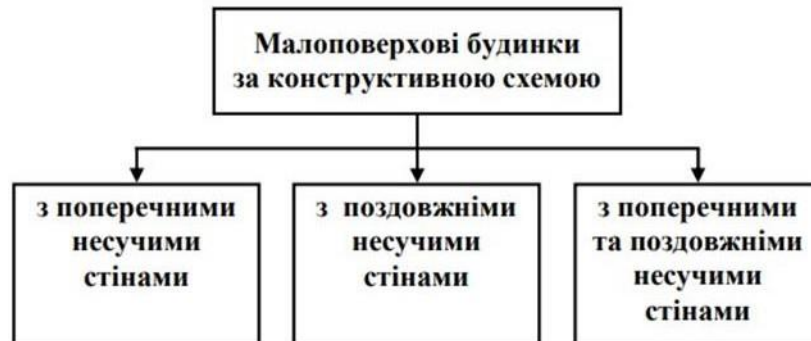 Малоповерхові будинки
за конструктивною схемою
з поперечними
несучими
стінами
з поздовжніми
несучими
стінами
з поперечними
та поздовжніми
несучими
стінами